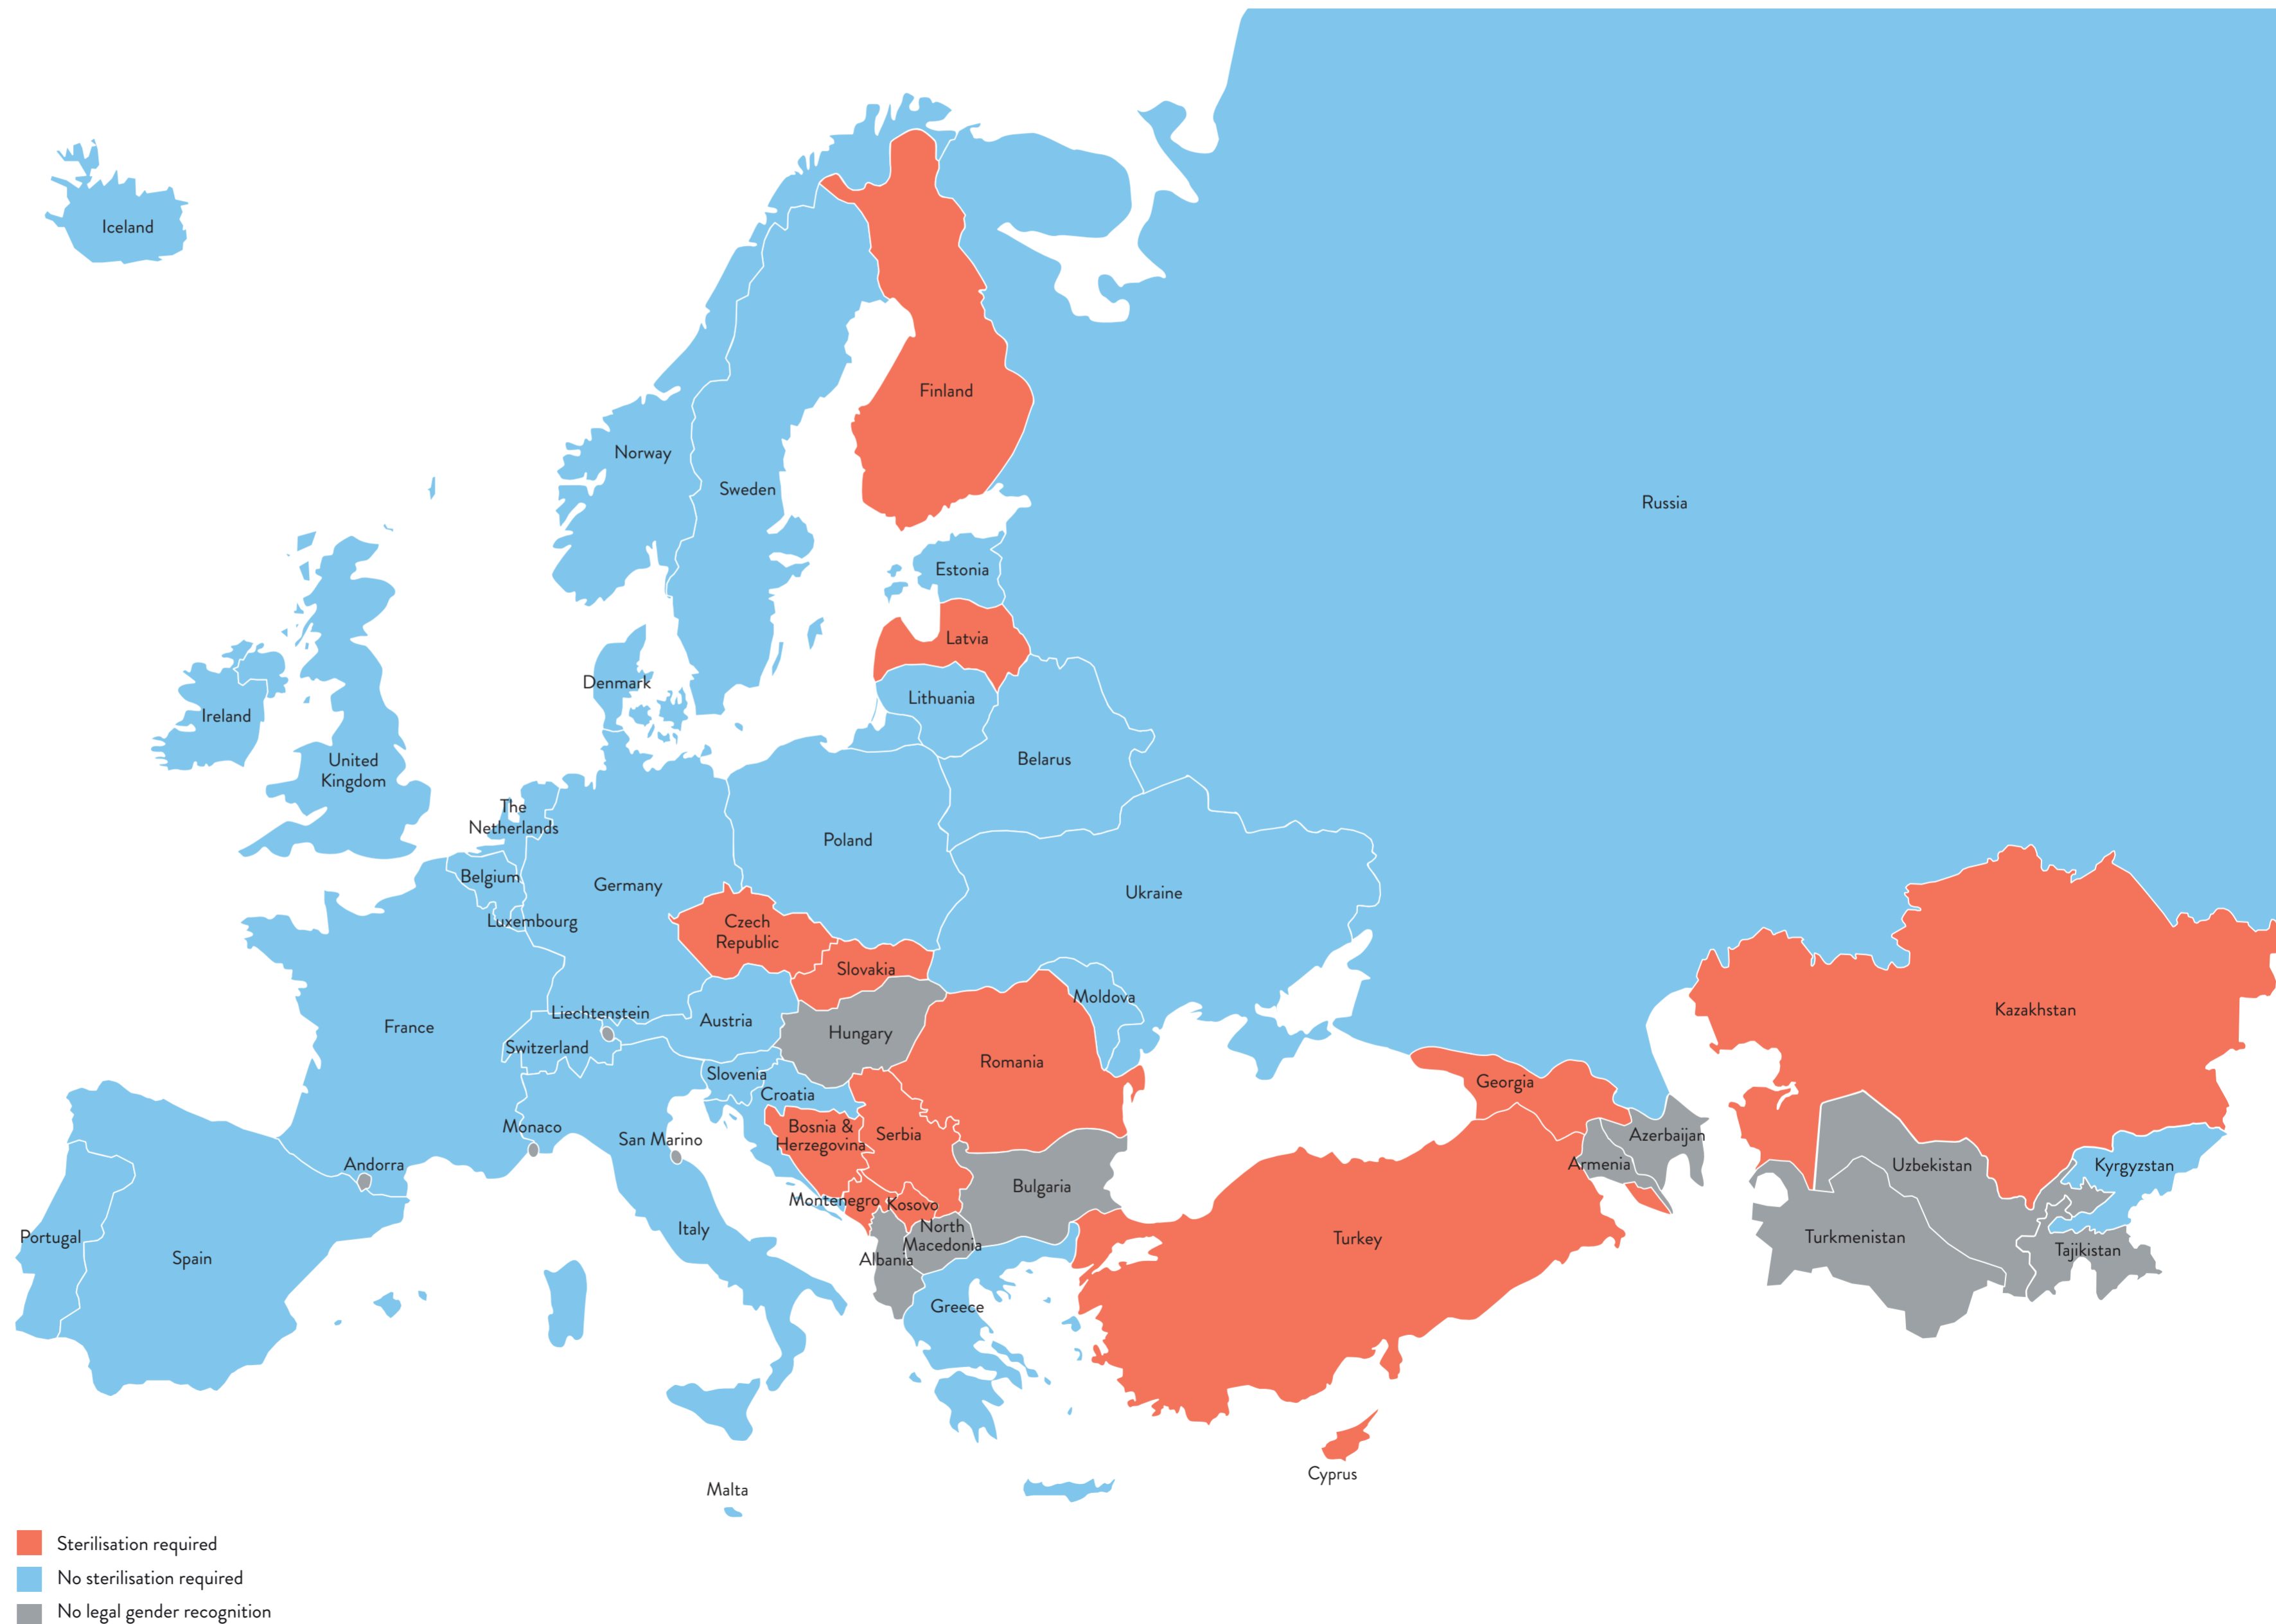 Iceland
Norway
Sweden
Finland
Russia
Estonia
Latvia
Lithuania
Denmark
Ireland
United
Kingdom
The
Netherlands
Belgium
Luxembourg
Germany
Poland
Belarus
Ukraine
Czech
Republic
Slovakia
Liechtenstein
Austria
Hungary
Moldova
France
Switzerland
Slovenia
Croatia
Romania
Kazakhstan
Georgia
Monaco
San Marino
Bosnia &
Herzegovina
Serbia
Azerbaijan
Andorra
Armenia
Uzbekistan
Kyrgyzstan
Bulgaria
Montenegro
Kosovo
North
Macedonia
Albania
Portugal
Spain
Italy
Turkey
Turkmenistan
Tajikistan
Greece
Cyprus
Malta
Sterilisation required
No sterilisation required
No legal gender recognition